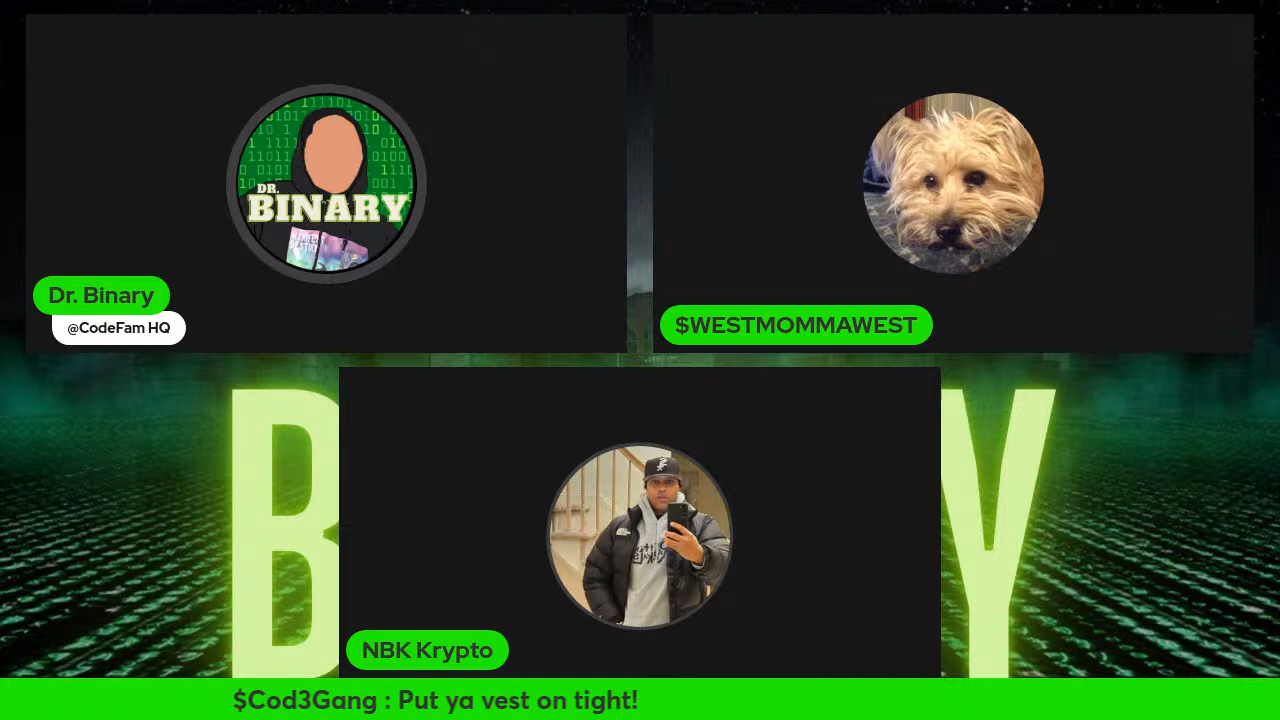 DR.
BINARY
Dr. Binary
@CodeFam HQ
$WESTMOMMAWEST
B Y
NBK Krypto
$Cod3Gang : Put ya vest on tight!